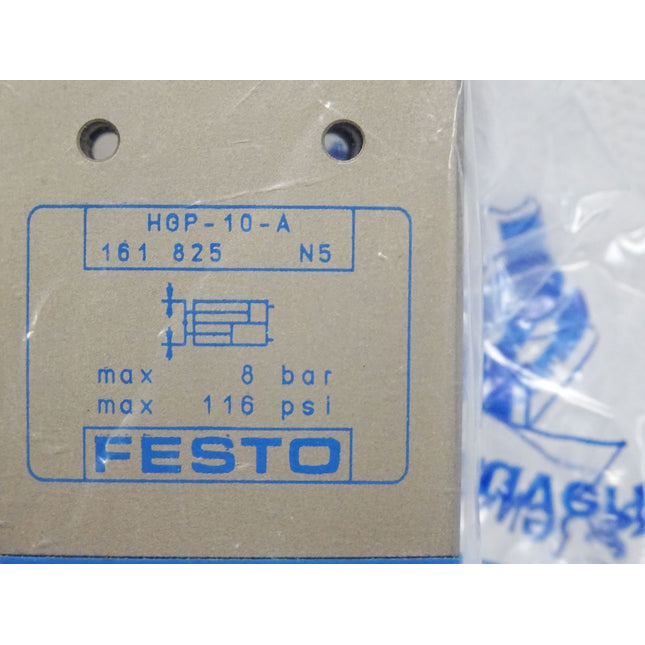 HGP-10-A
161 825 N5
max 8 bar
max 116 psi
FESTO